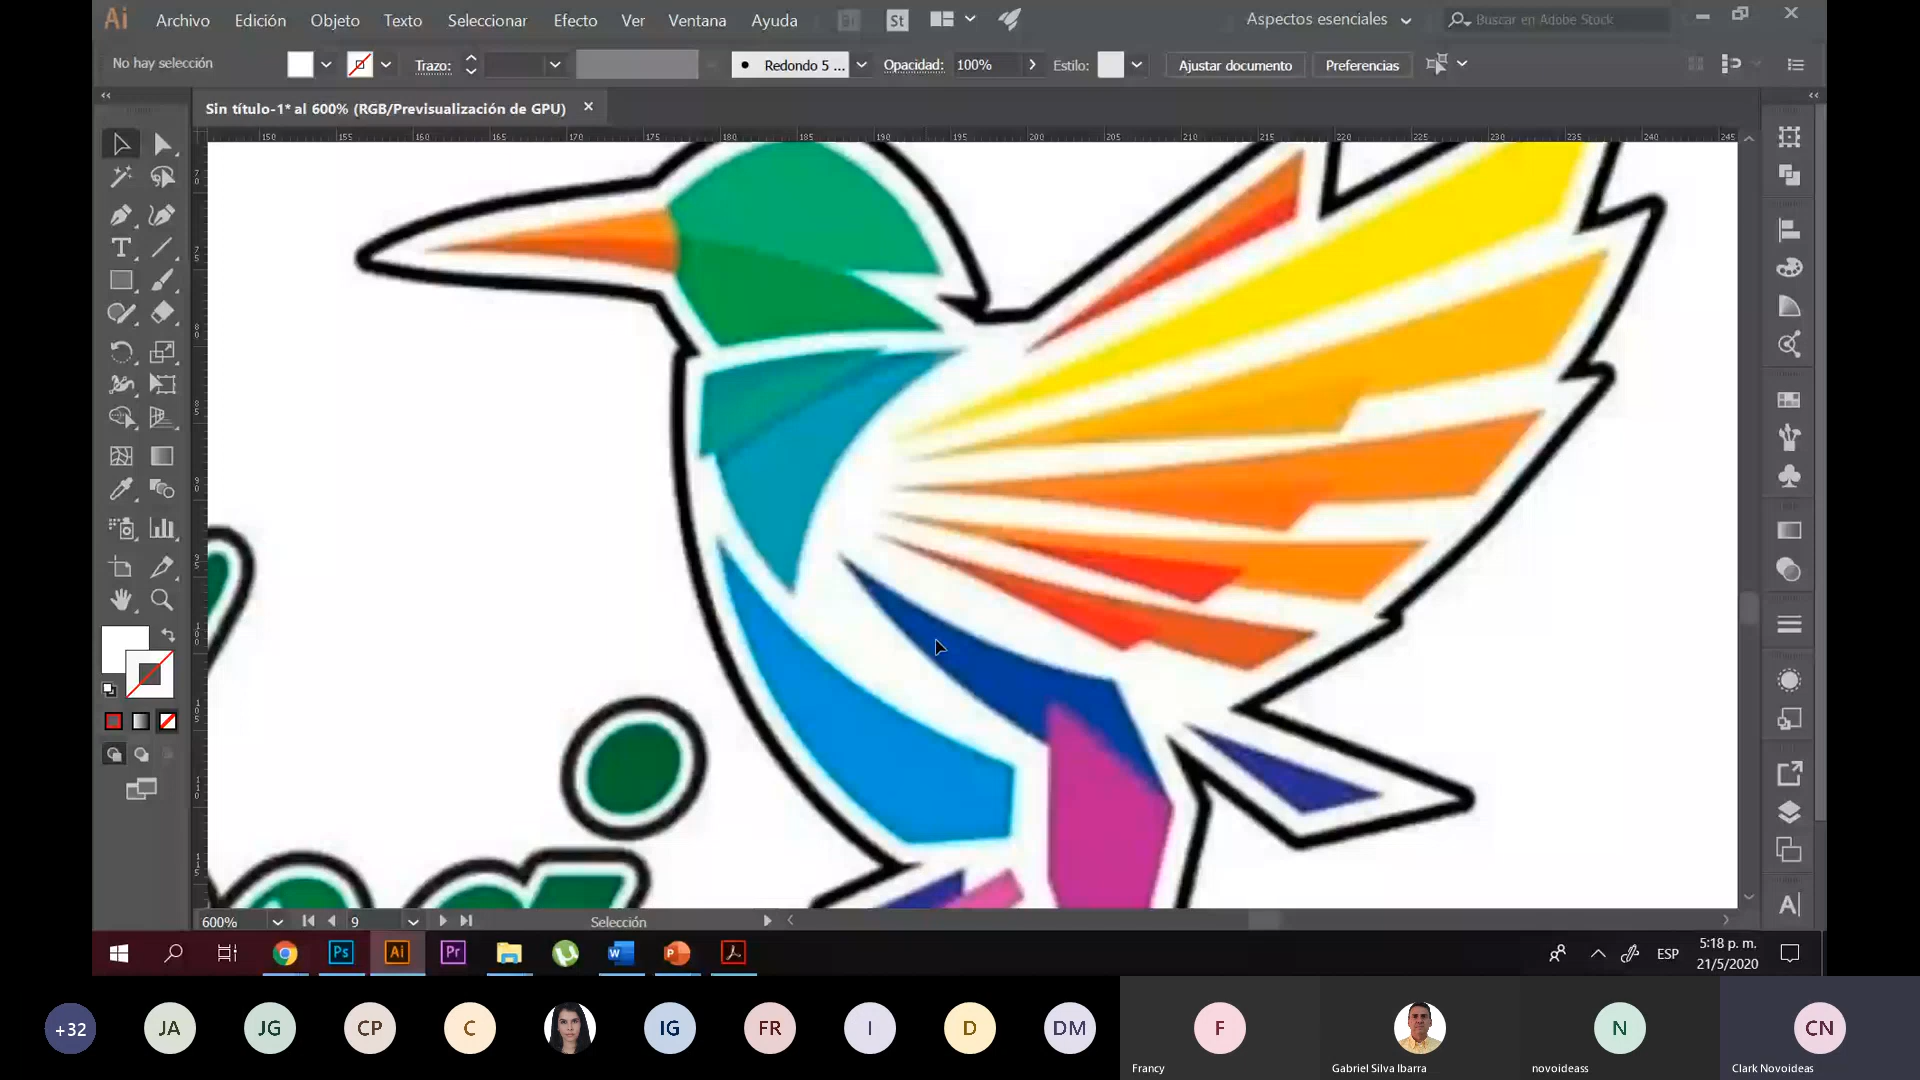 Ai Archivo Edición Objeto Texto Seleccionar Efecto Ver Ventana Ayuda Br St Aspectos esenciales Buscar en Adobe Stock
No hay selección Trazo: Redondo 5 ... Opacidad: 100% Estilo: Ajustar documento Preferencias
Sin título-1* al 600% (RGB/Previsualización de GPU)
150 155 160 165 170 175 180 185 190 195 200 205 210 215 220 225 230 235 240 245
600% 9 Selección
Ps Ai Pr W P ESP 5:18 p. m.
21/5/2020
+32 JA JG CP C IG FR I D DM F N CN
Francy Gabriel Silva Ibarra novoideass Clark Novoideas